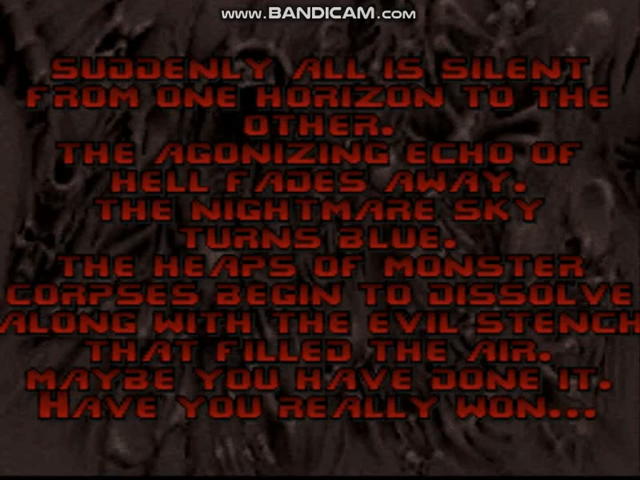 www.BANDICAM.com
SUDDENLY ALL IS SILENT
FROM ONE HORIZON TO THE
OTHER.
THE AGONIZING ECHO OF
HELL FADES AWAY.
THE NIGHTMARE SKY
TURNS BLUE.
THE HEAPS OF MONSTER
CORPSES BEGIN TO DISSOLVE
ALONG WITH THE EVIL STENCH
THAT FILLED THE AIR.
MAYBE YOU HAVE DONE IT.
HAVE YOU REALLY WON...